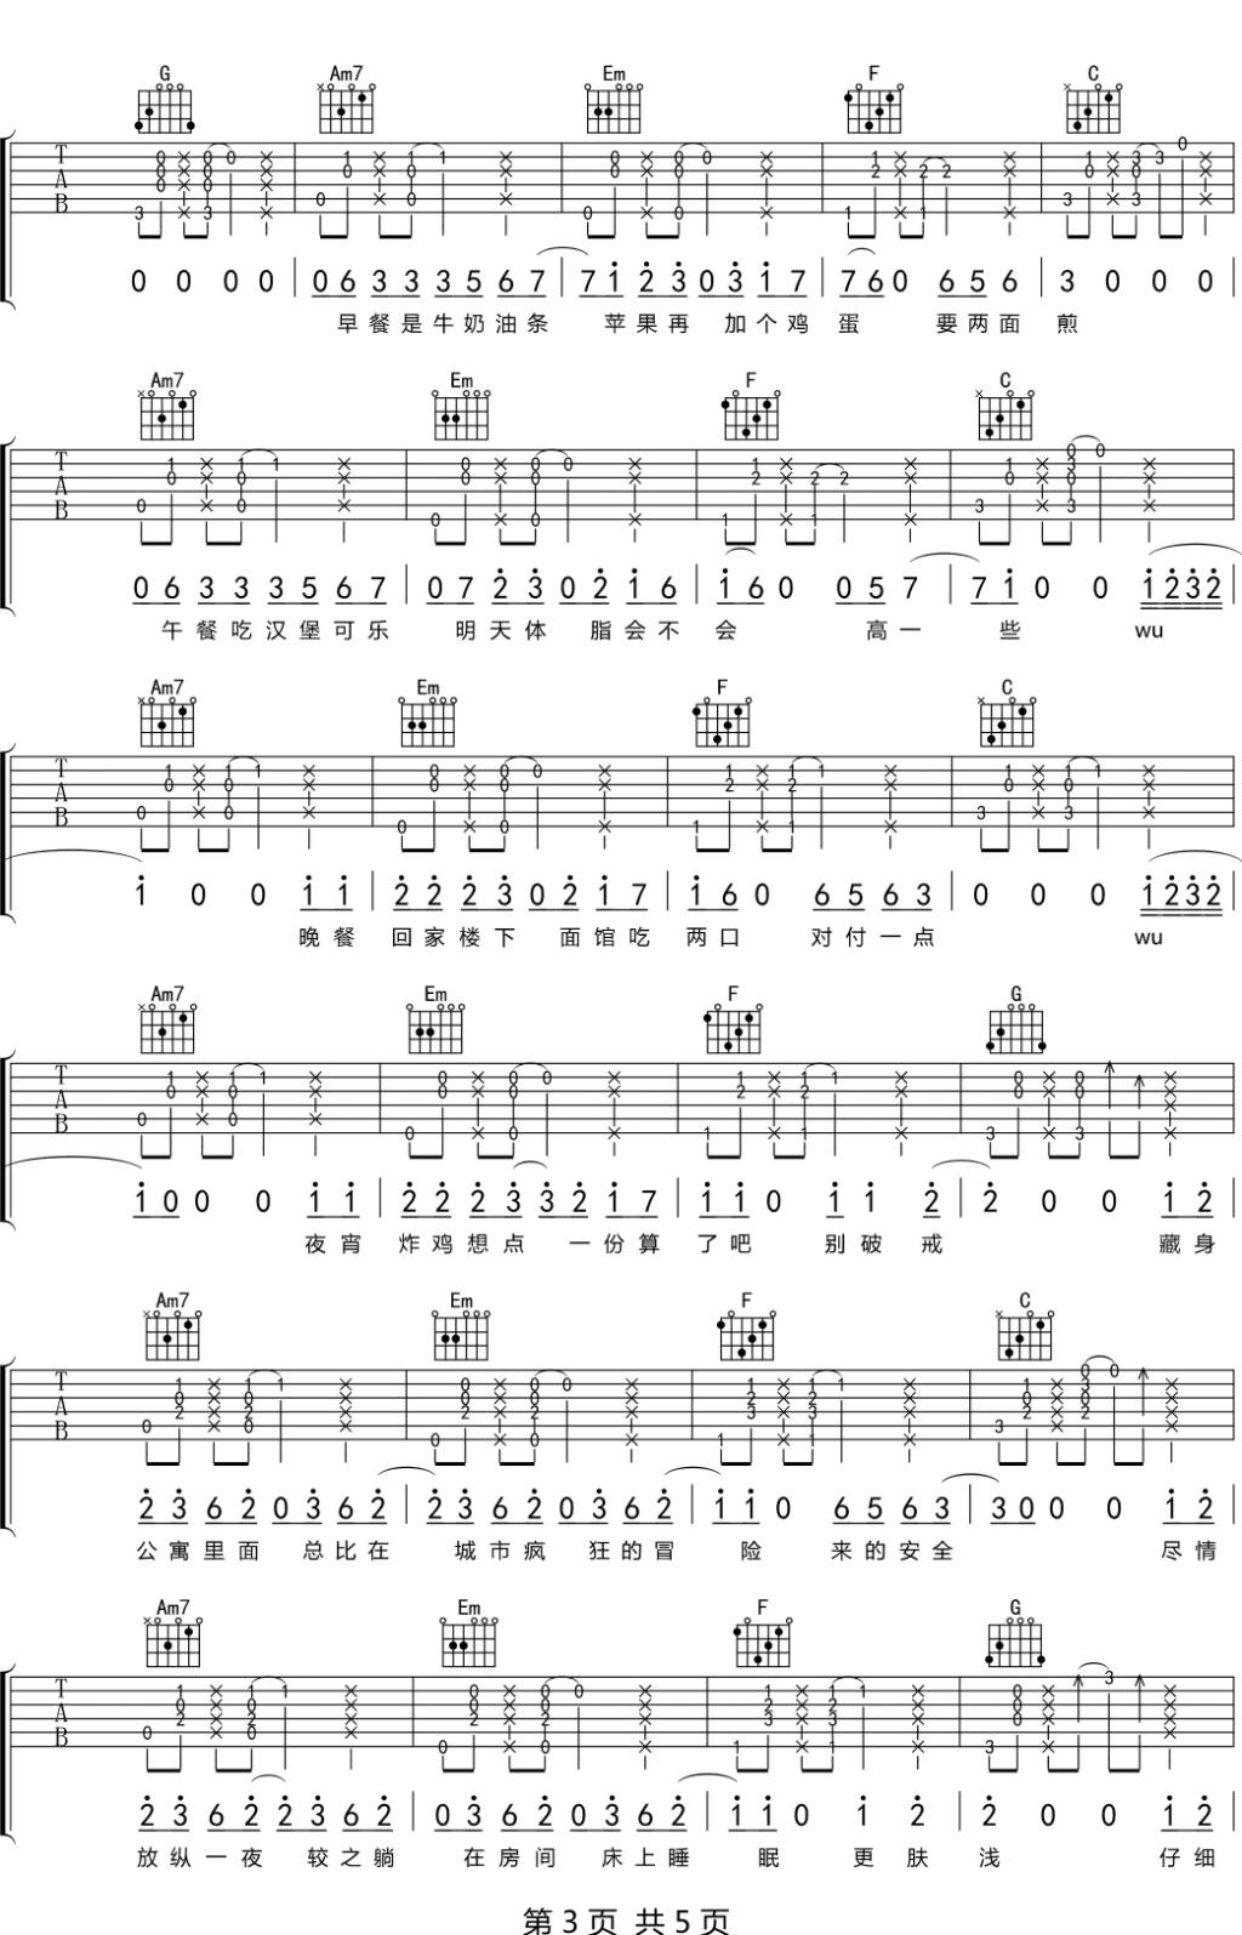 G Am7 Em F C
0 0 0 0 | 0 6 3 3 3 5 6 7 | 7 1̇ 2̇ 3̇ 0 3̇ 1̇ 7 | 7 6 0 6 5 6 | 3 0 0 0 |
早餐是牛奶油条 苹果再 加个鸡 蛋 要两面 煎
Am7 Em F C
0 6 3 3 3 5 6 7 | 0 7 2̇ 3̇ 0 2̇ 1̇ 6 | 1̇ 6 0 0 5 7 | 7 1̇ 0 0 1̇ 2̇ 3̇ 2̇ |
午餐吃汉堡可乐 明天体 脂会不 会 高一 些 wu
Am7 Em F C
1̇ 0 0 1̇ 1̇ | 2̇ 2̇ 2̇ 3̇ 0 2̇ 1̇ 7 | 1̇ 6 0 6 5 6 3 | 0 0 0 1̇ 2̇ 3̇ 2̇ |
晚餐 回家楼下 面馆吃 两口 对付一点 wu
Am7 Em F G
1̇ 0 0 0 1̇ 1̇ | 2̇ 2̇ 2̇ 3̇ 3̇ 2̇ 1̇ 7 | 1̇ 1̇ 0 1̇ 1̇ 2̇ | 2̇ 0 0 1̇ 2̇ |
夜宵 炸鸡想点 一份算 了吧 别破 戒 藏身
Am7 Em F C
2̇ 3̇ 6 2̇ 0 3̇ 6 2̇ | 2̇ 3̇ 6 2̇ 0 3̇ 6 2̇ | 1̇ 1̇ 0 6 5 6 3 | 3 0 0 0 1̇ 2̇ |
公寓里面 总比在 城市疯 狂的冒 险 来的安全 尽情
Am7 Em F G
2̇ 3̇ 6 2̇ 2̇ 3̇ 6 2̇ | 0 3̇ 6 2̇ 0 3̇ 6 2̇ | 1̇ 1̇ 0 1̇ 2̇ | 2̇ 0 0 1̇ 2̇ |
放纵一夜 较之躺 在房间 床上睡 眠 更 肤 浅 仔细
第 3 页 共 5 页